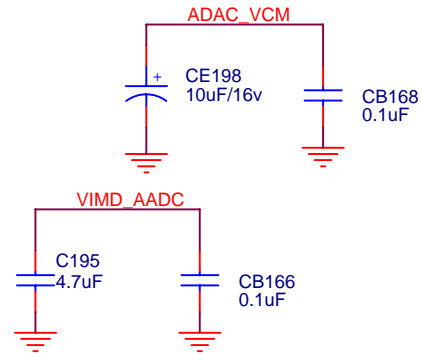 ADAC_VCM
+
CE198
10uF/16v
CB168
0.1uF
VIMD_AADC
C195
4.7uF
CB166
0.1uF